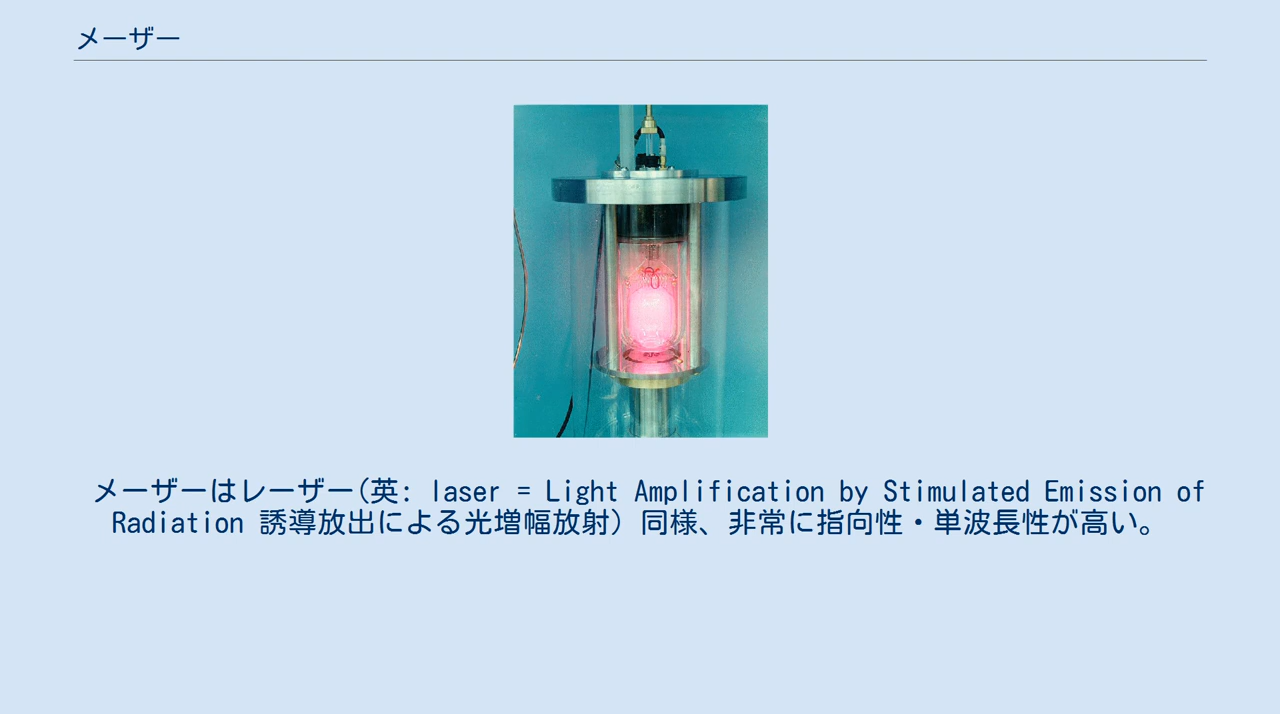 メーザー
メーザーはレーザー(英: laser = Light Amplification by Stimulated Emission of
Radiation 誘導放出による光増幅放射) 同様、非常に指向性・単波長性が高い。